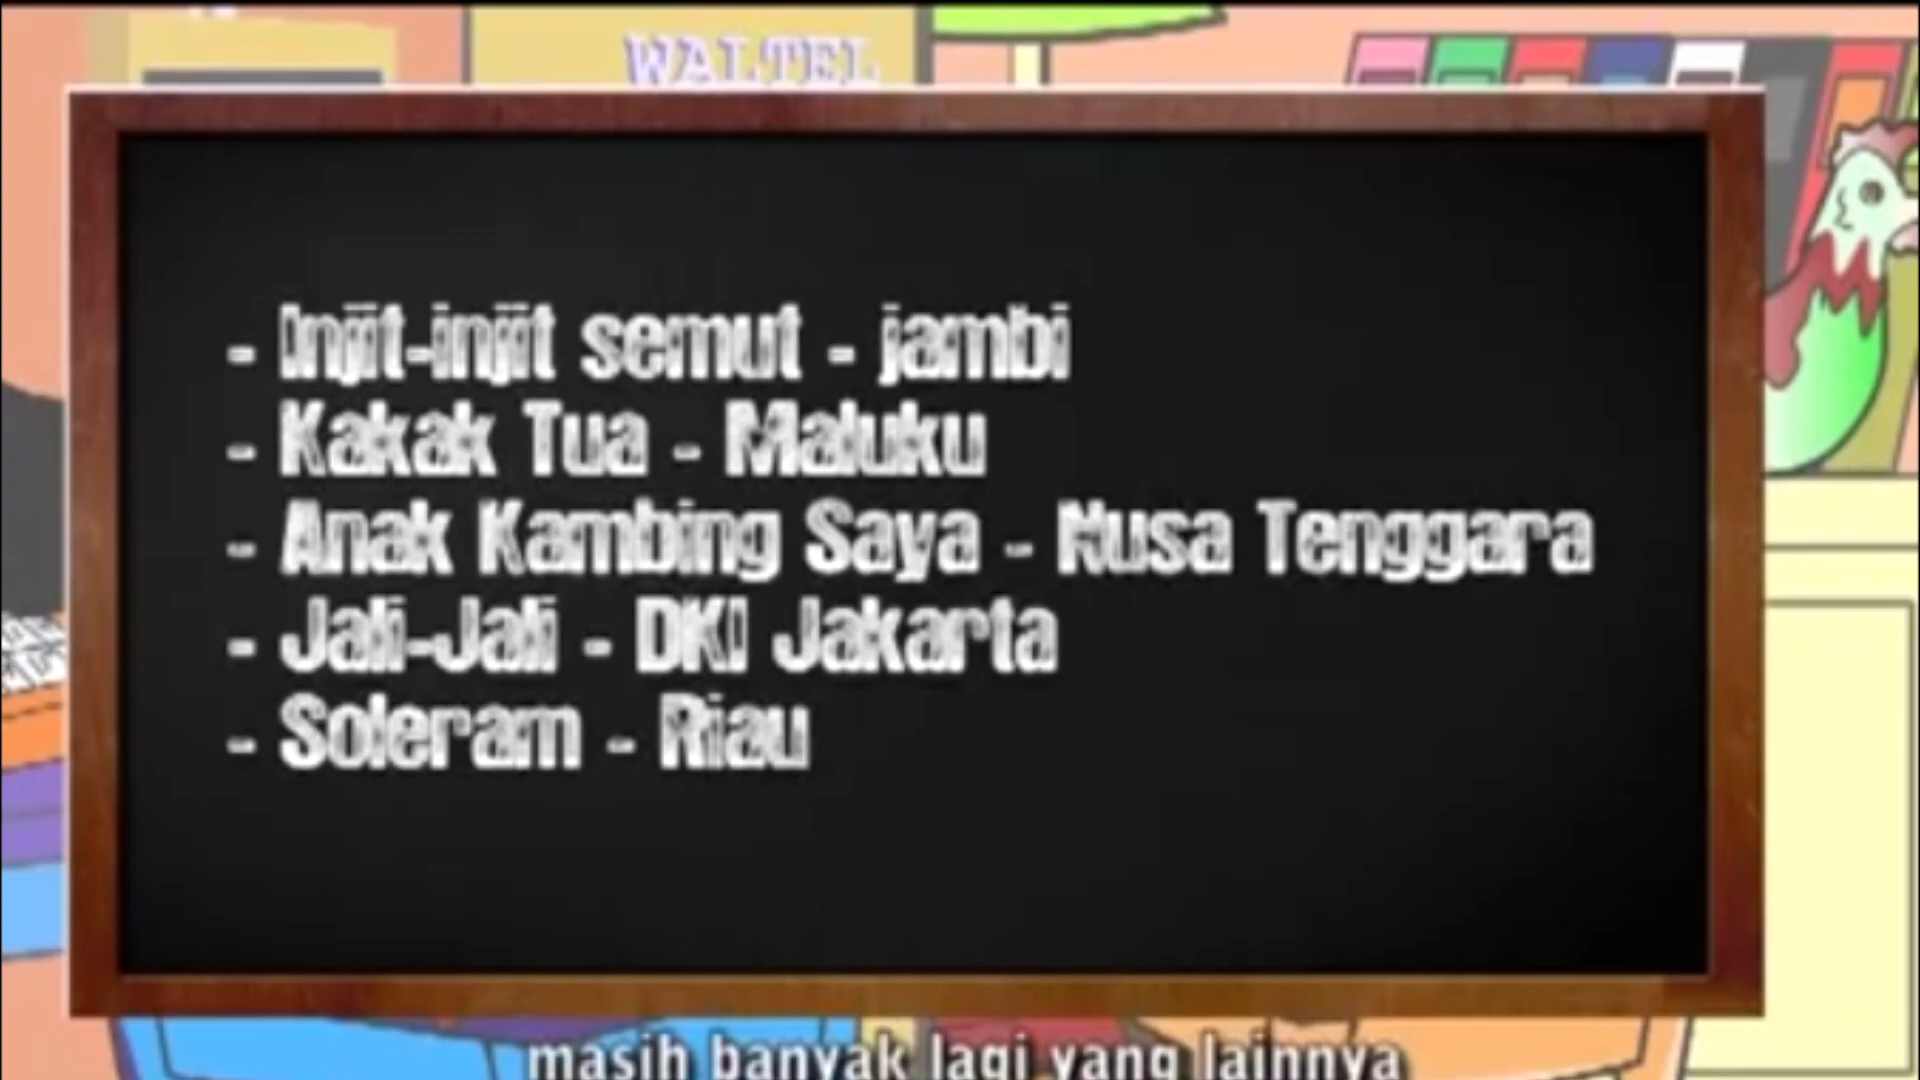 WALTEL
- Injit-injit semut - jambi
- Kakak Tua - Maluku
- Anak Kambing Saya - Nusa Tenggara
- Jali-Jali - DKI Jakarta
- Soleram - Riau
masih banyak lagi yang lainnya